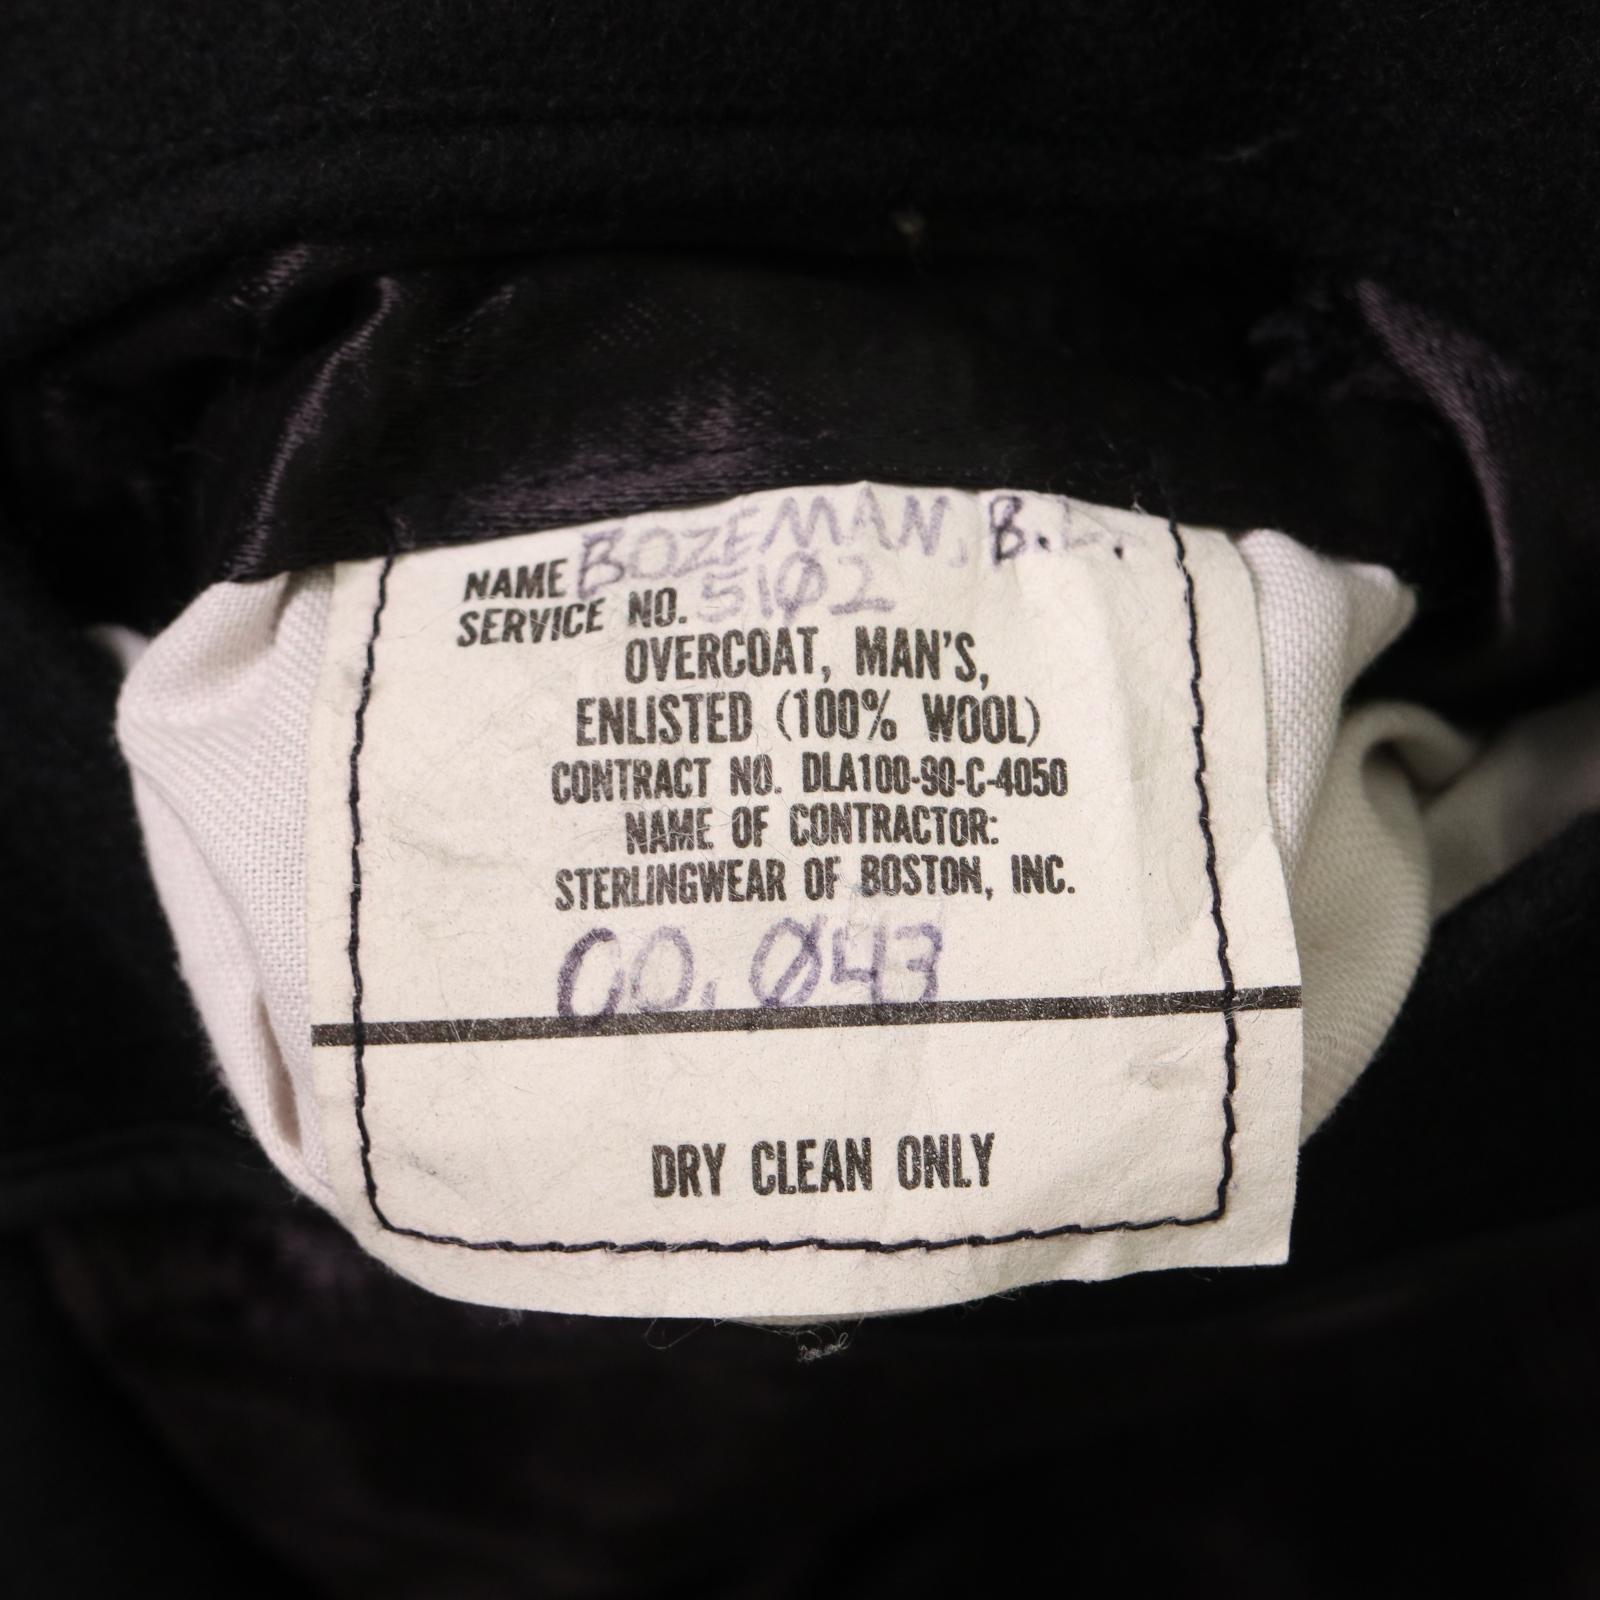 NAME BOZEMAN, B.L.
SERVICE NO. 51Ø2
OVERCOAT, MAN'S,
ENLISTED (100% WOOL)
CONTRACT NO. DLA100-90-C-4050
NAME OF CONTRACTOR:
STERLINGWEAR OF BOSTON, INC.
CO. Ø43
DRY CLEAN ONLY